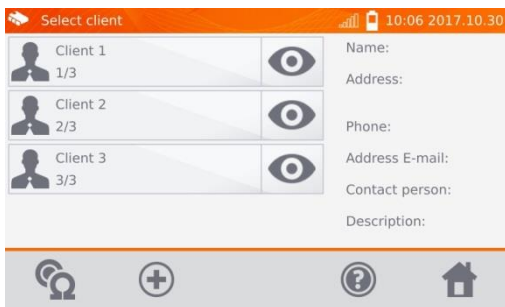 Select client
10:06 2017.10.30
Client 1
1/3
Client 2
2/3
Client 3
3/3
Name:
Address:
Phone:
Address E-mail:
Contact person:
Description: